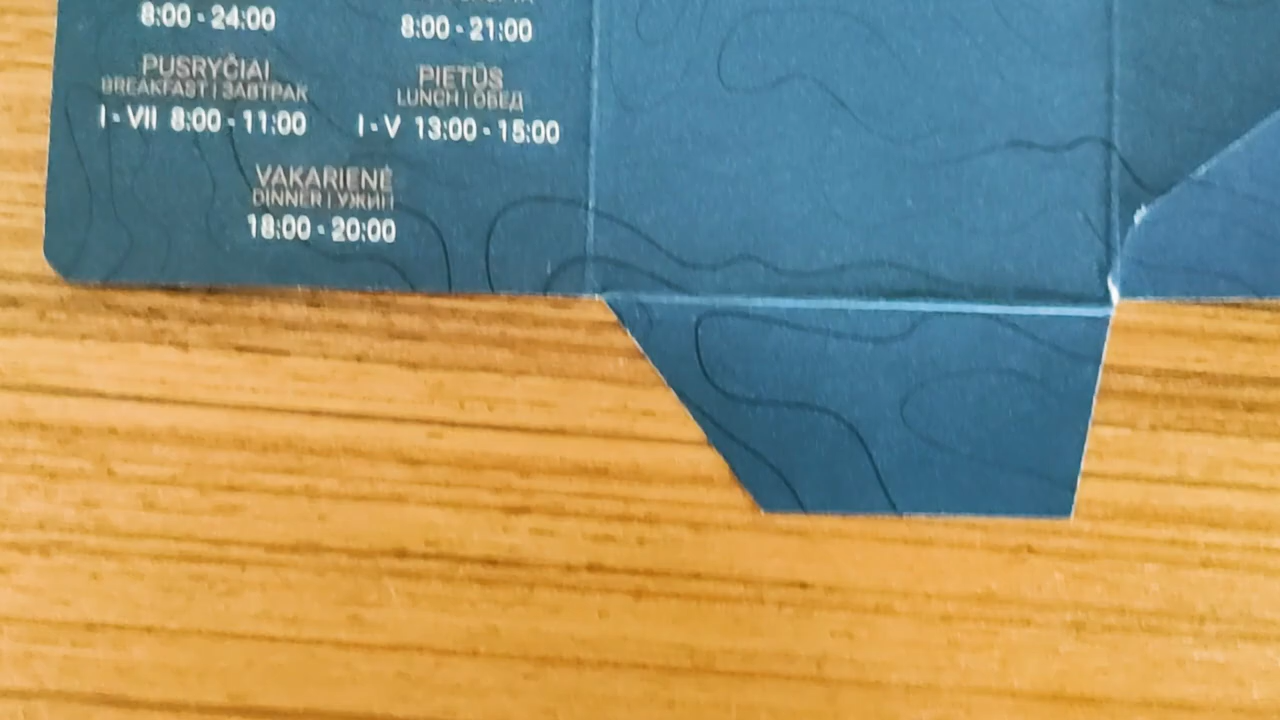 8:00 - 24:00
8:00 - 21:00
PUSRYČIAI
BREAKFAST | ЗАВТРАК
I - VII 8:00 - 11:00
PIETŪS
LUNCH | ОБЕД
I - V 13:00 - 15:00
VAKARIENĖ
DINNER | УЖИН
18:00 - 20:00